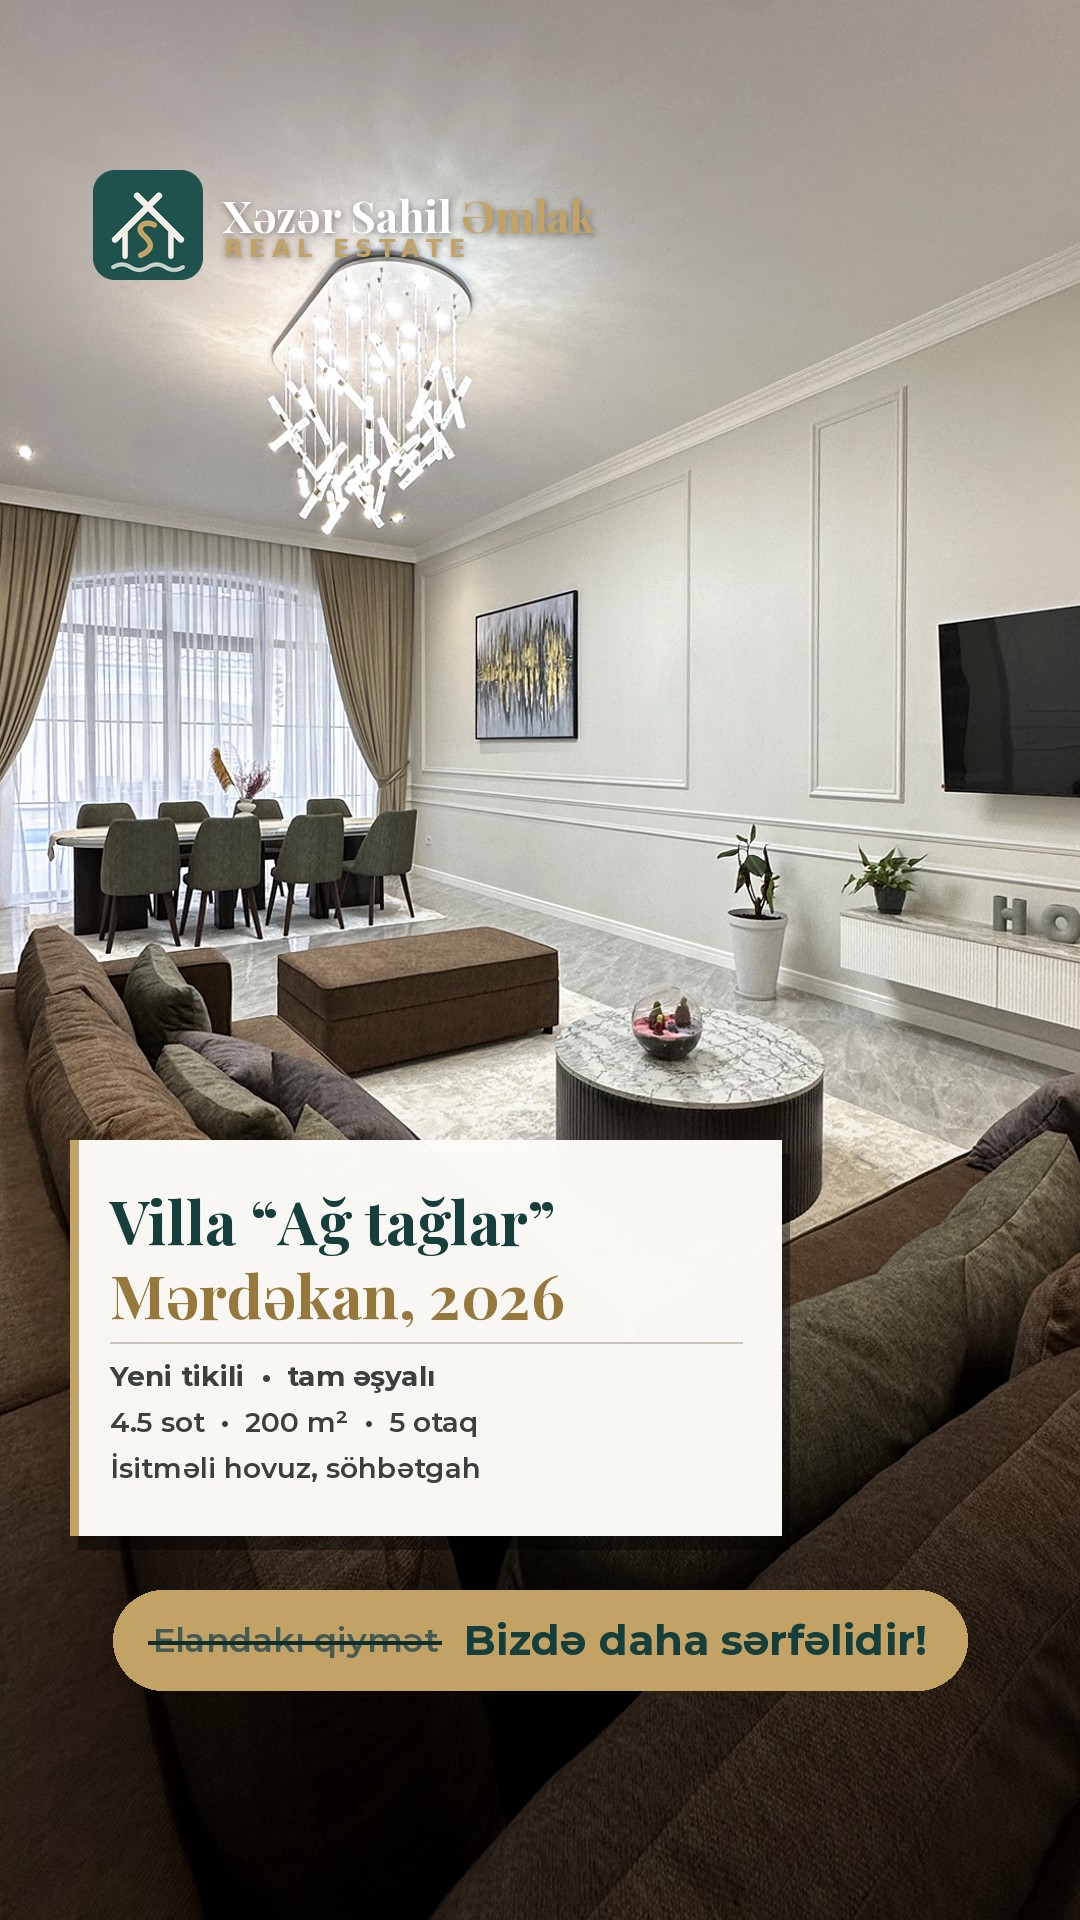 Xəzər Sahil Əmlak
REAL ESTATE
HO
Villa “Ağ tağlar”
Mərdəkan, 2026
Yeni tikili • tam əşyalı
4.5 sot • 200 m² • 5 otaq
İsitməli hovuz, söhbətgah
Elandakı qiymət Bizdə daha sərfəlidir!